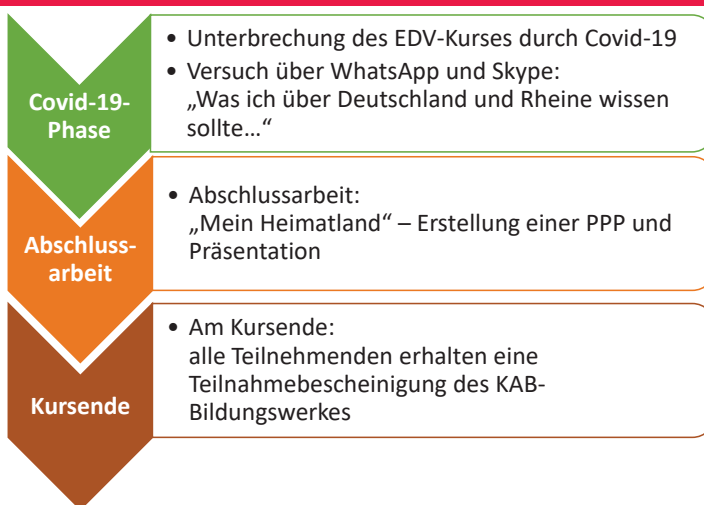 Covid-19-
Phase
• Unterbrechung des EDV-Kurses durch Covid-19
• Versuch über WhatsApp und Skype:
„Was ich über Deutschland und Rheine wissen
sollte…“
Abschluss-
arbeit
• Abschlussarbeit:
„Mein Heimatland“ – Erstellung einer PPP und
Präsentation
Kursende
• Am Kursende:
alle Teilnehmenden erhalten eine
Teilnahmebescheinigung des KAB-
Bildungswerkes